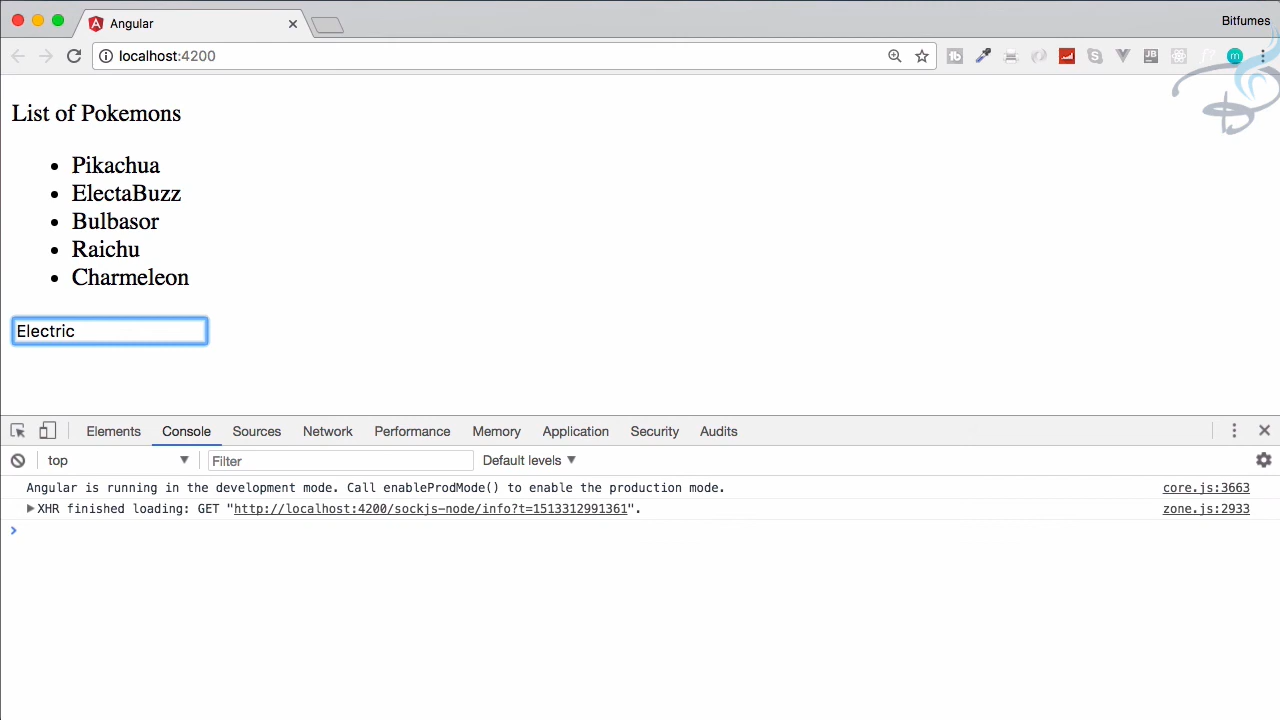 Angular
Bitfumes
localhost:4200
List of Pokemons
Pikachua
ElectaBuzz
Bulbasor
Raichu
Charmeleon
Electric
Elements Console Sources Network Performance Memory Application Security Audits
top Filter Default levels
Angular is running in the development mode. Call enableProdMode() to enable the production mode. core.js:3663
XHR finished loading: GET "http://localhost:4200/sockjs-node/info?t=1513312991361". zone.js:2933